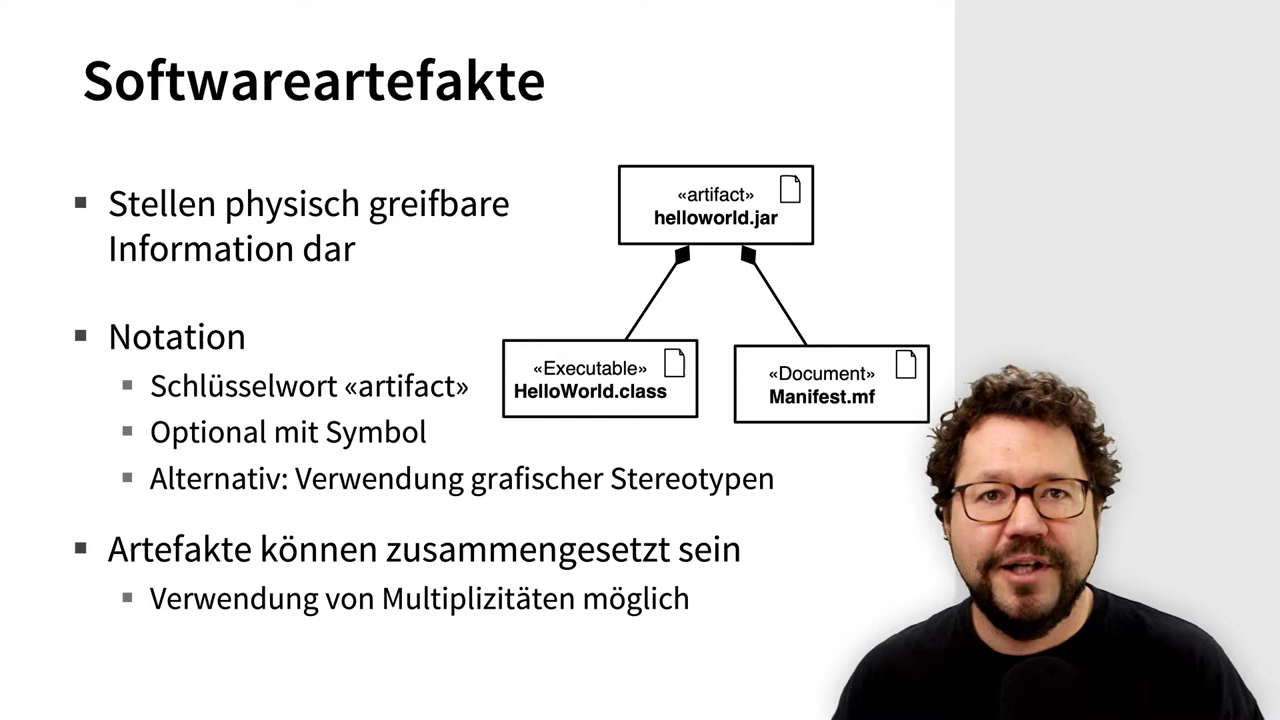 Softwareartefakte
Stellen physisch greifbare
Information dar
Notation
Schlüsselwort «artifact»
Optional mit Symbol
Alternativ: Verwendung grafischer Stereotypen
Artefakte können zusammengesetzt sein
Verwendung von Multiplizitäten möglich
«artifact»
helloworld.jar
«Executable»
HelloWorld.class
«Document»
Manifest.mf